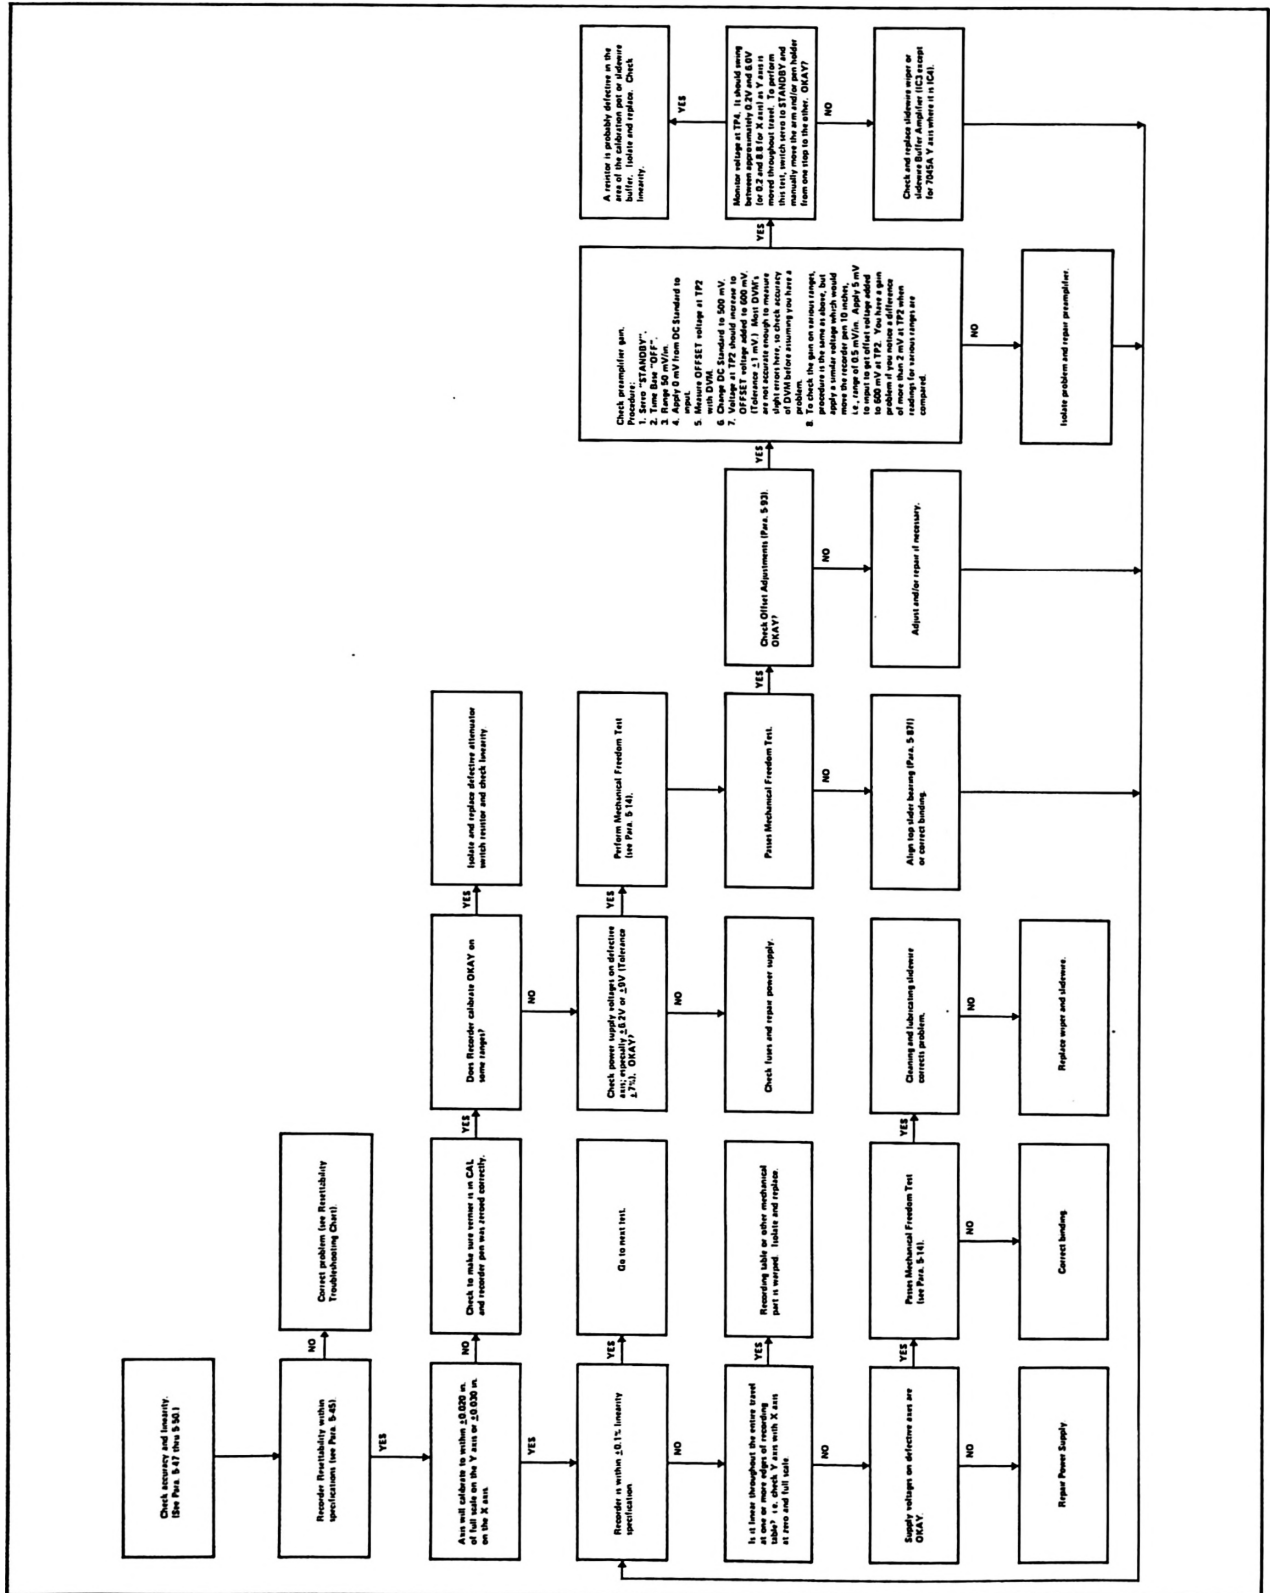 Check accuracy and linearity.
(See Para. 5-47 thru 5-50.)
Recorder Resettability within
specifications (see Para. 5-45).
NO
Correct problem (see Resettability
Troubleshooting Chart).
YES
Axis will calibrate to within ±0.020 in.
of full scale on the Y axis or ±0.030 in.
on the X axis.
NO
Check to make sure vernier is in CAL
and recorder pen was zeroed correctly.
YES
Does Recorder calibrate OKAY on
some ranges?
YES
Isolate and replace defective attenuator
switch resistor and check linearity.
YES
NO
Recorder is within ±0.1% linearity
specification
YES
Go to next test.
Check power supply voltages on defective
axis; especially ±6.2V or ±9V (Tolerance
±7%). OKAY?
YES
Perform Mechanical Freedom Test
(see Para. 5-14).
NO
NO
Is it linear throughout the entire travel
at one or more edges of recording
table? i.e. check Y axis with X axis
at zero and full scale
YES
Recording table or other mechanical
part is warped. Isolate and replace.
Check fuses and repair power supply.
Passes Mechanical Freedom Test.
YES
Check Offset Adjustments (Para. 5-93).
OKAY?
YES
NO
NO
NO
Supply voltages on defective axes are
OKAY.
YES
Passes Mechanical Freedom Test
(see Para. 5-14).
YES
Cleaning and lubricating slidewire
corrects problem.
Align top slider bearing (Para. 5-87f)
or correct binding.
Adjust and/or repair if necessary.
NO
NO
NO
Repair Power Supply
Correct binding.
Replace wiper and slidewire.
Check preamplifier gain.
Procedure:
1. Servo "STANDBY".
2. Time Base "OFF".
3. Range 50 mV/in.
4. Apply 0 mV from DC Standard to
input.
5. Measure OFFSET voltage at TP2
with DVM.
6. Change DC Standard to 500 mV.
7. Voltage at TP2 should increase to
OFFSET voltage added to 600 mV.
(Tolerance ±1 mV.) Most DVM's
are not accurate enough to measure
slight errors here, so check accuracy
of DVM before assuming you have a
problem.
8. To check the gain on various ranges,
procedure is the same as above, but
apply a similar voltage which would
move the recorder pen 10 inches,
i.e., range of 0.5 mV/in. Apply 5 mV
to input to get offset voltage added
to 600 mV at TP2. You have a gain
problem if you notice a difference
of more than 2 mV at TP2 when
readings for various ranges are
compared.
NO
Isolate problem and repair preamplifier.
YES
A resistor is probably defective in the
area of the calibration pot or slidewire
buffer. Isolate and replace. Check
linearity.
YES
Monitor voltage at TP4. It should swing
between approximately 0.2V and 6.0V
(or 0.2 and 8.8 for X axis) as Y axis is
moved throughout travel. To perform
this test, switch servo to STANDBY and
manually move the arm and/or pen holder
from one stop to the other. OKAY?
NO
Check and replace slidewire wiper or
slidewire Buffer Amplifier (IC3 except
for 7045A Y axis where it is IC4).